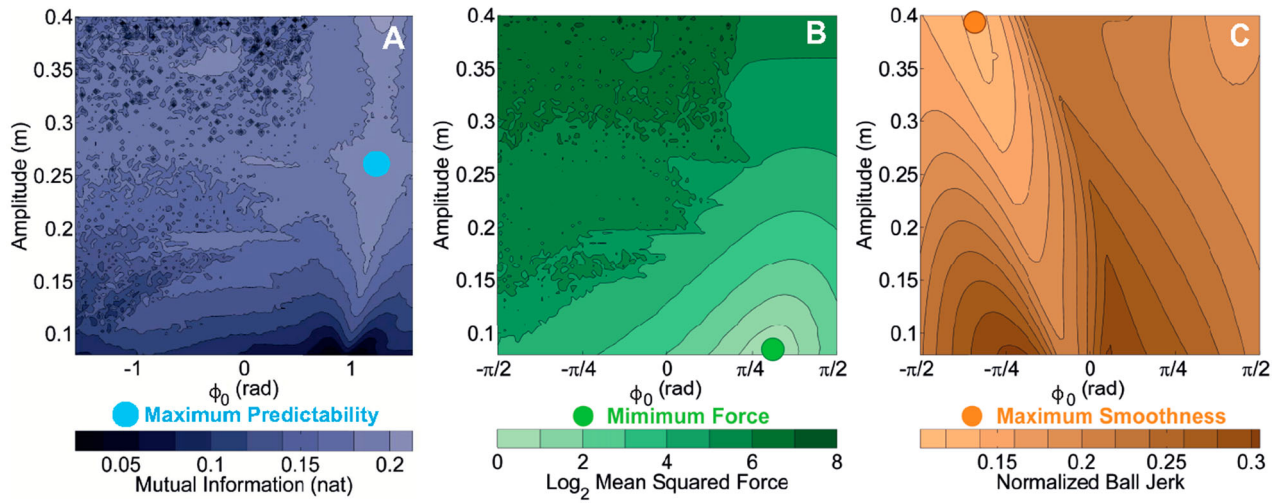 A
Amplitude (m)
0.4
0.35
0.3
0.25
0.2
0.15
0.1
-1
0
1
ϕ0 (rad)
Maximum Predictability
0.05
0.1
0.15
0.2
Mutual Information (nat)
B
Amplitude (m)
0.4
0.35
0.3
0.25
0.2
0.15
0.1
-π/2
-π/4
0
π/4
π/2
ϕ0 (rad)
Mimimum Force
0
2
4
6
8
Log2 Mean Squared Force
C
Amplitude (m)
0.4
0.35
0.3
0.25
0.2
0.15
0.1
-π/2
-π/4
0
π/4
π/2
ϕ0 (rad)
Maximum Smoothness
0.15
0.2
0.25
0.3
Normalized Ball Jerk